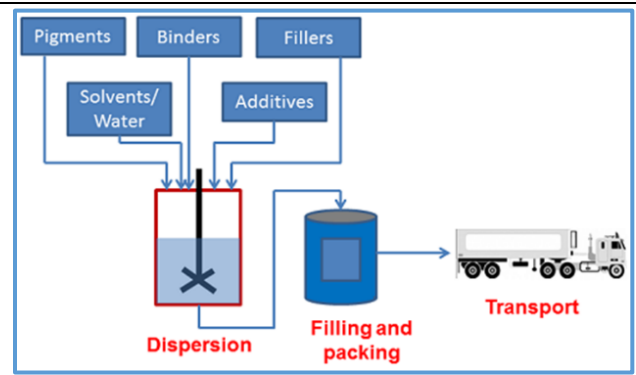 Pigments
Binders
Fillers
Solvents/
Water
Additives
Dispersion
Filling and
packing
Transport